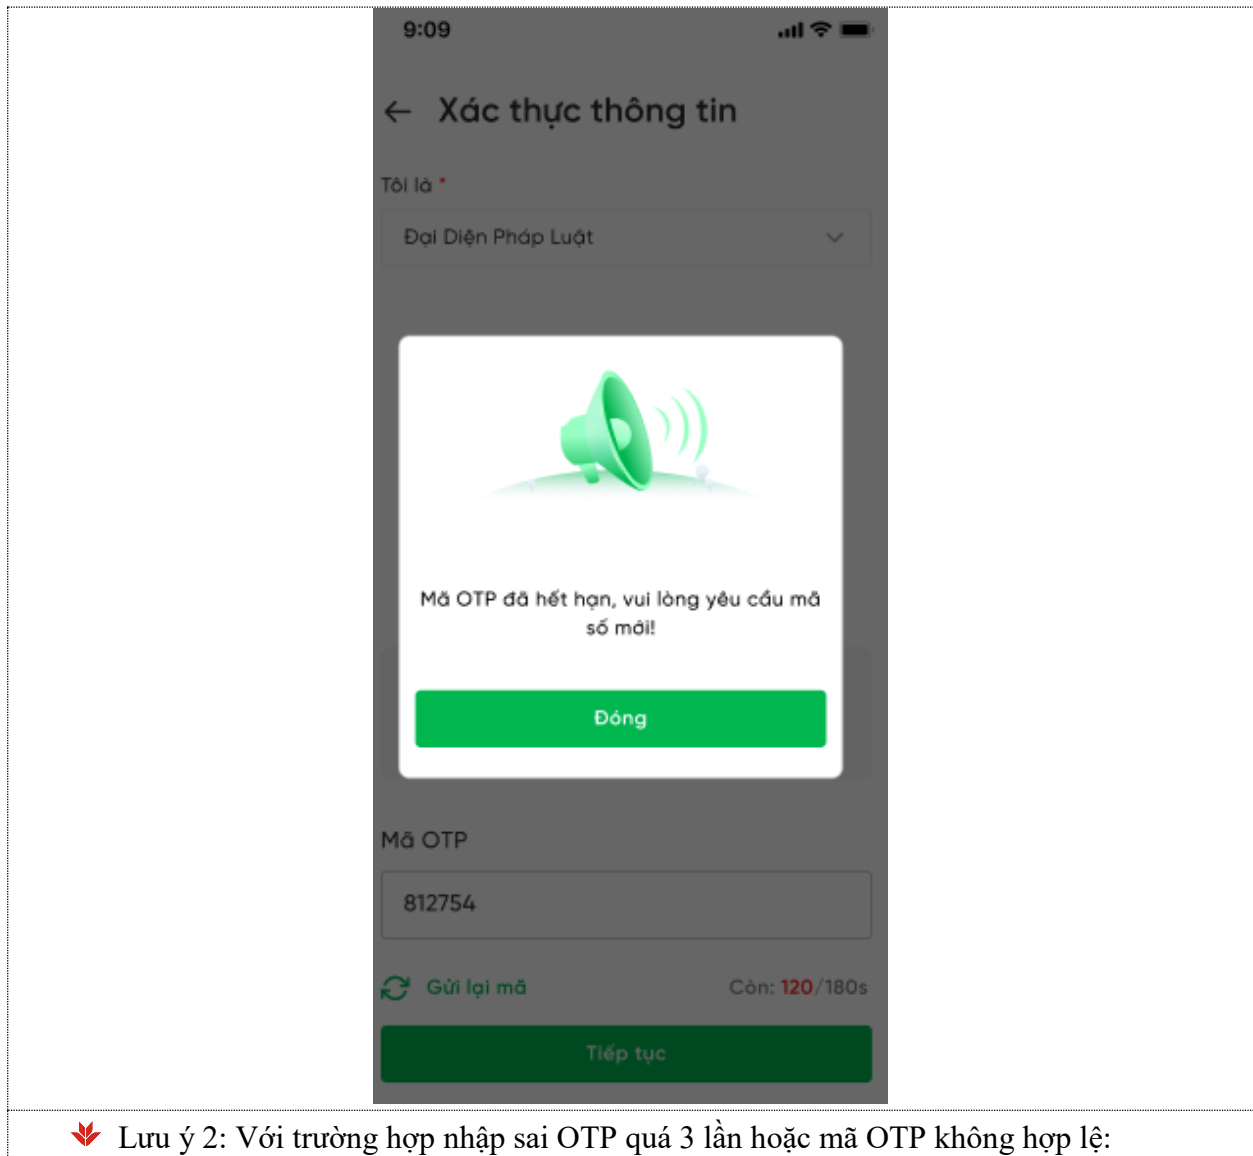 9:09
← Xác thực thông tin
Tôi là *
Đại Diện Pháp Luật
Mã OTP đã hết hạn, vui lòng yêu cầu mã
số mới!
Đóng
Mã OTP
812754
Gửi lại mã Còn: 120/180s
Tiếp tục
Lưu ý 2: Với trường hợp nhập sai OTP quá 3 lần hoặc mã OTP không hợp lệ: